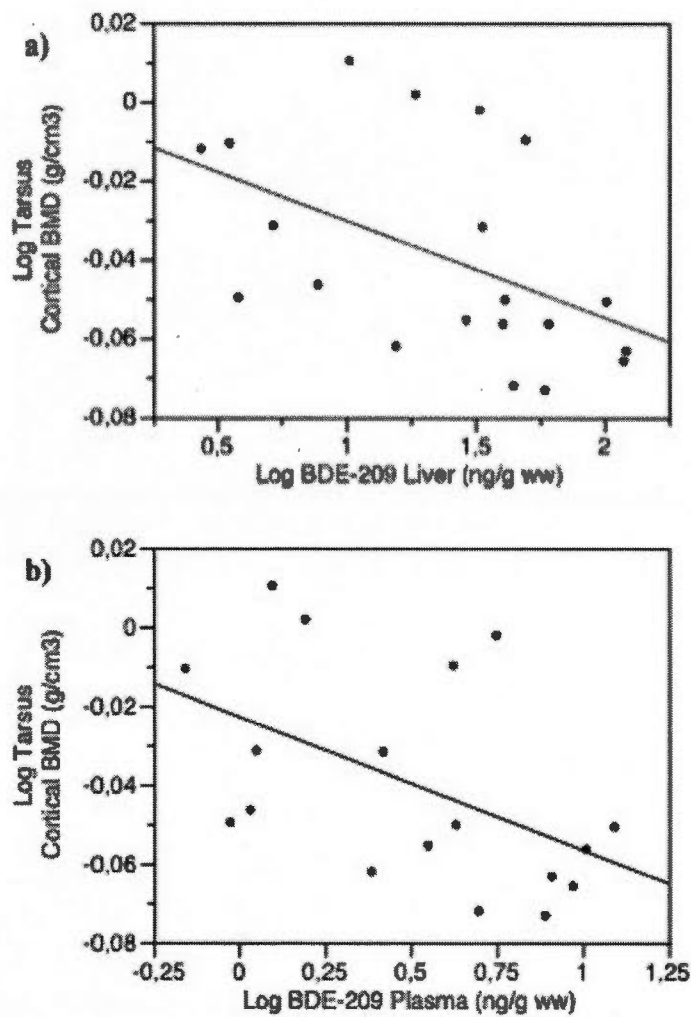 a)
0,02
0
-0,02
-0,04
-0,06
-0,08
Log Tarsus
Cortical BMD (g/cm3)
0,5
1
1,5
2
Log BDE-209 Liver (ng/g ww)
b)
0,02
0
-0,02
-0,04
-0,06
-0,08
Log Tarsus
Cortical BMD (g/cm3)
-0,25
0
0,25
0,5
0,75
1
1,25
Log BDE-209 Plasma (ng/g ww)